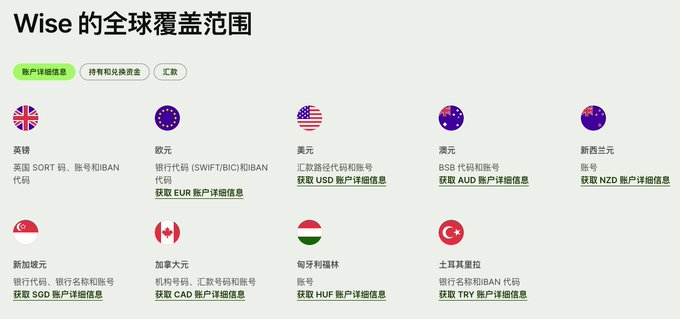 Wise 的全球覆盖范围
账户详细信息
持有和兑换资金
汇款
英镑
英国 SORT 码、账号和IBAN
代码
欧元
银行代码 (SWIFT/BIC)和IBAN
代码
获取 EUR 账户详细信息
美元
汇款路径代码和账号
获取 USD 账户详细信息
澳元
BSB 代码和账号
获取 AUD 账户详细信息
新西兰元
账号
获取 NZD 账户详细信息
新加坡元
银行代码、银行名称和账号
获取 SGD 账户详细信息
加拿大元
机构号码、汇款号码和账号
获取 CAD 账户详细信息
匈牙利福林
账号
获取 HUF 账户详细信息
土耳其里拉
银行名称和IBAN 代码
获取 TRY 账户详细信息